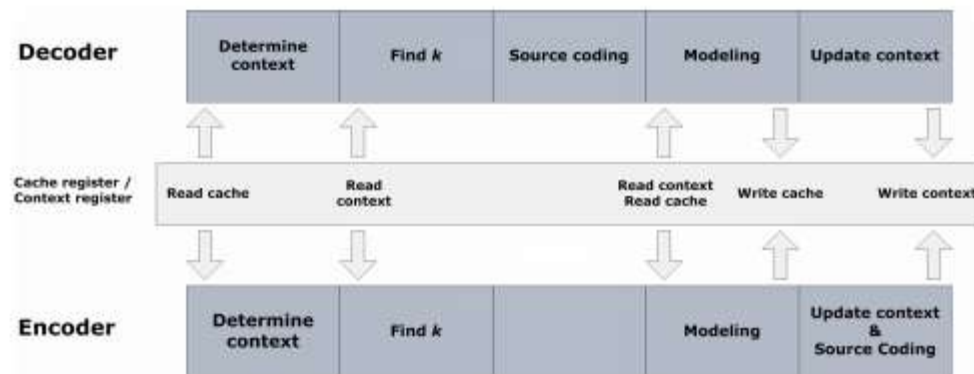 Decoder
Determine
context
Find k
Source coding
Modeling
Update context
Cache register /
Context register
Read cache
Read
context
Read context
Read cache
Write cache
Write context
Encoder
Determine
context
Find k
Modeling
Update context
&
Source Coding